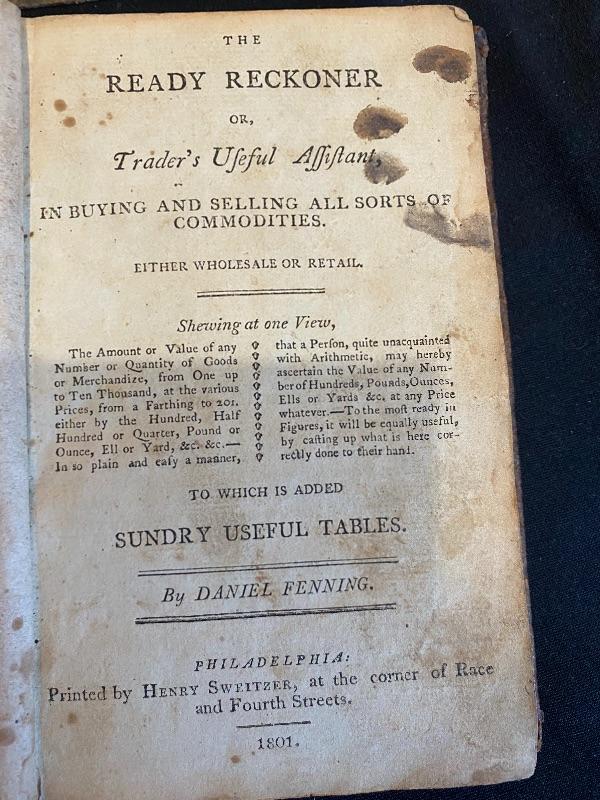 THE
READY RECKONER
OR,
Trader's Uſeful Aſſiſtant,
IN BUYING AND SELLING ALL SORTS OF
COMMODITIES.
EITHER WHOLESALE OR RETAIL.
Shewing at one View,
The Amount or Value of any
Number or Quantity of Goods
or Merchandize, from One up
to Ten Thouſand, at the various
Prices, from a Farthing to 20s.
either by the Hundred, Half
Hundred or Quarter, Pound or
Ounce, Ell or Yard, &c. &c.—
In so plain and eaſy a manner,
that a Perſon, quite unacquainted
with Arithmetic, may hereby
ascertain the Value of any Num-
ber of Hundreds, Pounds, Ounces,
Ells or Yards &c. at any Price
whatever.—To the moſt ready in
Figures, it will be equally useful,
by caſting up what is here cor-
rectly done to their hand.
TO WHICH IS ADDED
SUNDRY USEFUL TABLES.
By DANIEL FENNING.
PHILADELPHIA:
Printed by HENRY SWEITZER, at the corner of Race
and Fourth Streets.
1801.